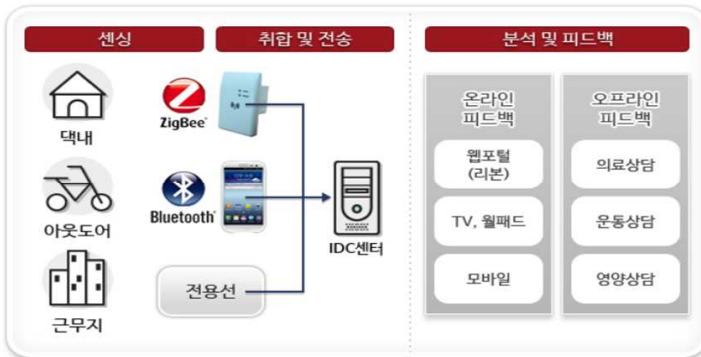 센싱
취합 및 전송
분석 및 피드백
댁내
ZigBee
아웃도어
Bluetooth
근무지
전용선
IDC센터
온라인
피드백
웹포털
(리본)
TV, 월패드
모바일
오프라인
피드백
의료상담
운동상담
영양상담